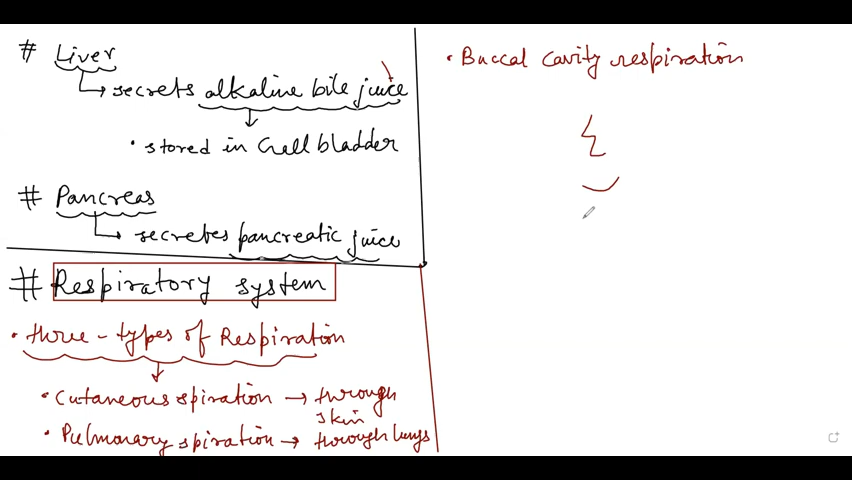 # Liver
secrets alkaline bile juice
• stored in Gall bladder
# Pancreas
secretes pancreatic juice
# Respiratory system
• three-types of Respiration
• Cutaneous spiration → through
skin
• Pulmonary spiration → through lungs
• Buccal cavity respiration